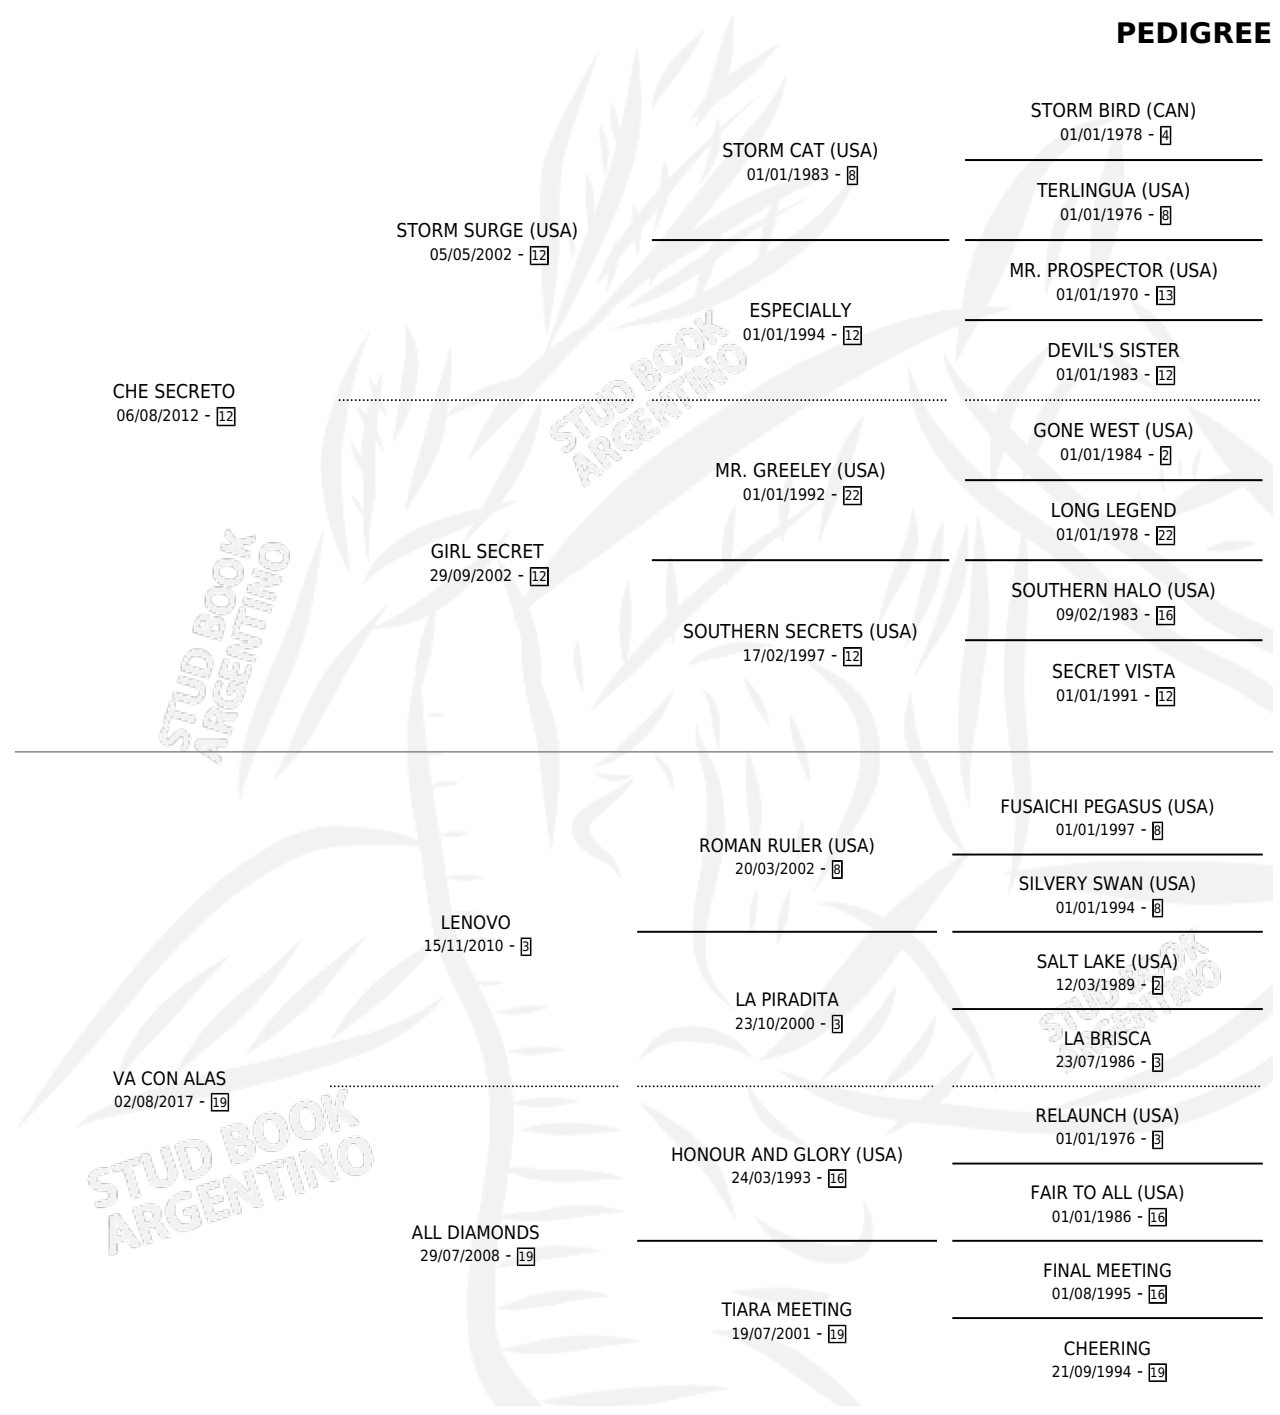 PEDIGREE
STORM BIRD (CAN)
01/01/1978 - 4
STORM CAT (USA)
01/01/1983 - 8
TERLINGUA (USA)
01/01/1976 - 8
STORM SURGE (USA)
05/05/2002 - 12
MR. PROSPECTOR (USA)
01/01/1970 - 13
ESPECIALLY
01/01/1994 - 12
DEVIL'S SISTER
01/01/1983 - 12
CHE SECRETO
06/08/2012 - 12
GONE WEST (USA)
01/01/1984 - 2
MR. GREELEY (USA)
01/01/1992 - 22
LONG LEGEND
01/01/1978 - 22
GIRL SECRET
29/09/2002 - 12
SOUTHERN HALO (USA)
09/02/1983 - 16
SOUTHERN SECRETS (USA)
17/02/1997 - 12
SECRET VISTA
01/01/1991 - 12
FUSAICHI PEGASUS (USA)
01/01/1997 - 8
ROMAN RULER (USA)
20/03/2002 - 8
SILVERY SWAN (USA)
01/01/1994 - 8
LENOVO
15/11/2010 - 3
SALT LAKE (USA)
12/03/1989 - 2
LA PIRADITA
23/10/2000 - 3
LA BRISCA
23/07/1986 - 3
VA CON ALAS
02/08/2017 - 19
RELAUNCH (USA)
01/01/1976 - 3
HONOUR AND GLORY (USA)
24/03/1993 - 16
FAIR TO ALL (USA)
01/01/1986 - 16
ALL DIAMONDS
29/07/2008 - 19
FINAL MEETING
01/08/1995 - 16
TIARA MEETING
19/07/2001 - 19
CHEERING
21/09/1994 - 19
STUD BOOK
ARGENTINO
STUD BOOK
ARGENTINO
STUD BOOK
ARGENTINO
STUD BOOK
ARGENTINO